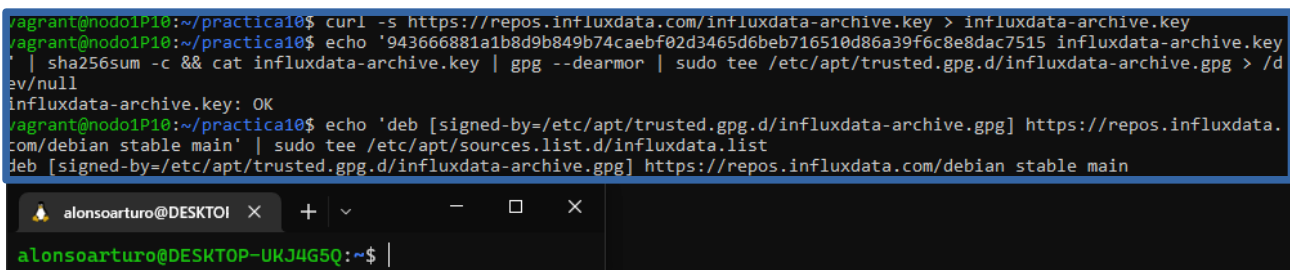 vagrant@nodo1P10:~/practica10$ curl -s https://repos.influxdata.com/influxdata-archive.key > influxdata-archive.key
vagrant@nodo1P10:~/practica10$ echo '943666881a1b8d9b849b74caebf02d3465d6beb716510d86a39f6c8e8dac7515 influxdata-archive.key
' | sha256sum -c && cat influxdata-archive.key | gpg --dearmor | sudo tee /etc/apt/trusted.gpg.d/influxdata-archive.gpg > /d
ev/null
influxdata-archive.key: OK
vagrant@nodo1P10:~/practica10$ echo 'deb [signed-by=/etc/apt/trusted.gpg.d/influxdata-archive.gpg] https://repos.influxdata.
com/debian stable main' | sudo tee /etc/apt/sources.list.d/influxdata.list
deb [signed-by=/etc/apt/trusted.gpg.d/influxdata-archive.gpg] https://repos.influxdata.com/debian stable main
alonsoarturo@DESKTOI
alonsoarturo@DESKTOP-UKJ4G5Q:~$